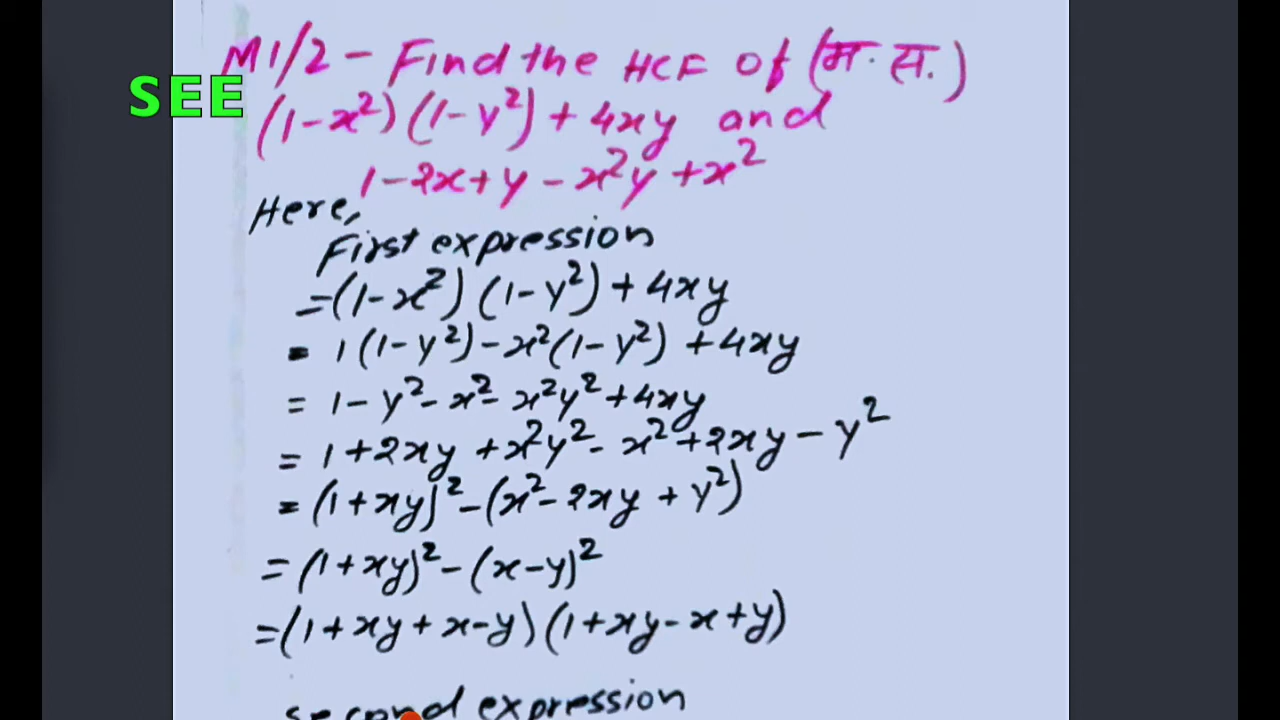 M1/2 - Find the HCF of (म. स.)
SEE
(1-x²)(1-y²) + 4xy and
1-2x+y-x²y+x²
Here,
First expression
=(1-x²)(1-y²)+4xy
= 1(1-y²)-x²(1-y²) +4xy
= 1-y²-x²-x²y²+4xy
= 1+2xy +x²y²-x²+2xy-y²
= (1+xy)²-(x²-2xy+y²)
= (1+xy)²-(x-y)²
=(1+xy+x-y)(1+xy-x+y)
second expression